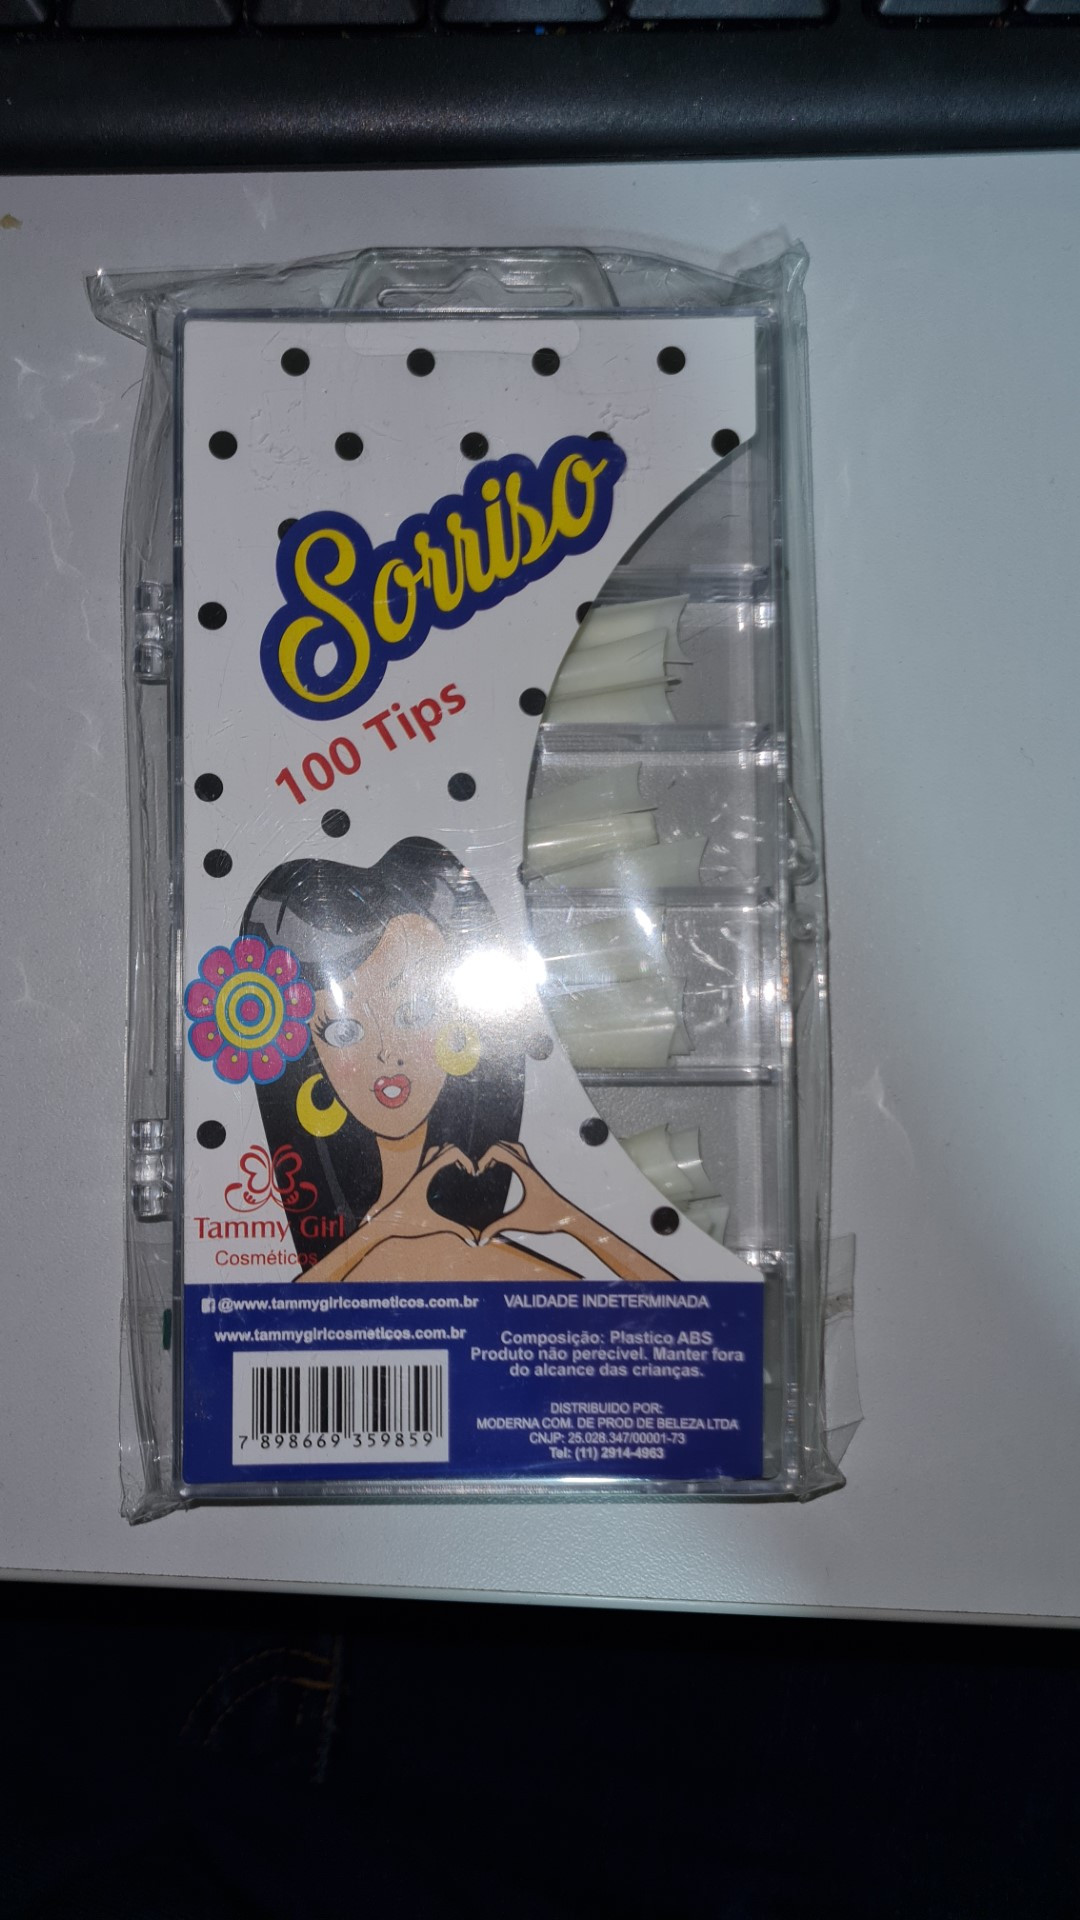 Sorriso
100 Tips
Tammy Girl
Cosméticos
@www.tammygirlcosmeticos.com.br
www.tammygirlcosmeticos.com.br
7 898669 359859
VALIDADE INDETERMINADA
Composição: Plastico ABS
Produto não perecivel. Manter fora
do alcance das crianças.
DISTRIBUIDO POR:
MODERNA COM. DE PROD DE BELEZA LTDA
CNJP: 25.028.347/00001-73
Tel: (11) 2914-4963